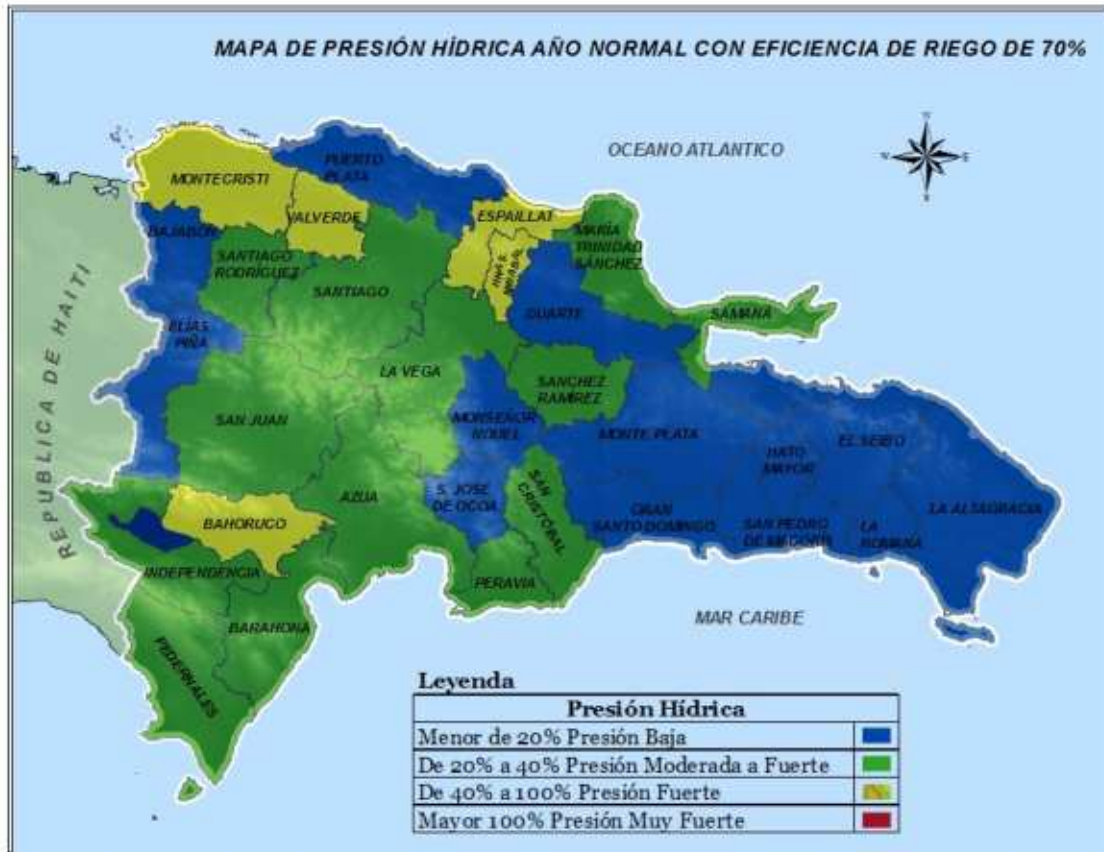 MAPA DE PRESIÓN HÍDRICA AÑO NORMAL CON EFICIENCIA DE RIEGO DE 70%
OCEANO ATLANTICO
N
E
S
PUERTO
PLATA
MONTECRISTI
VALVERDE
ESPAILLAT
DAJABÓN
MARÍA
TRINIDAD
SÁNCHEZ
SANTIAGO
RODRÍGUEZ
SANTIAGO
DUARTE
SAMANA
ELÍAS
PIÑA
LA VEGA
SANCHEZ
RAMÍREZ
REPUBLICA DE HAITI
SAN JUAN
MONSEÑOR
NOUEL
MONTE PLATA
EL SEIBO
HATO
MAYOR
AZUA
S. JOSE
DE OCOA
SAN
CRISTÓBAL
LA ALTAGRACIA
BAHORUCO
GRAN
SANTO DOMINGO
SAN PEDRO
DE MACORIS
LA
ROMANA
INDEPENDENCIA
PERAVIA
BARAHONA
MAR CARIBE
PEDERNALES
Leyenda
Presión Hídrica
Menor de 20% Presión Baja
De 20% a 40% Presión Moderada a Fuerte
De 40% a 100% Presión Fuerte
Mayor 100% Presión Muy Fuerte